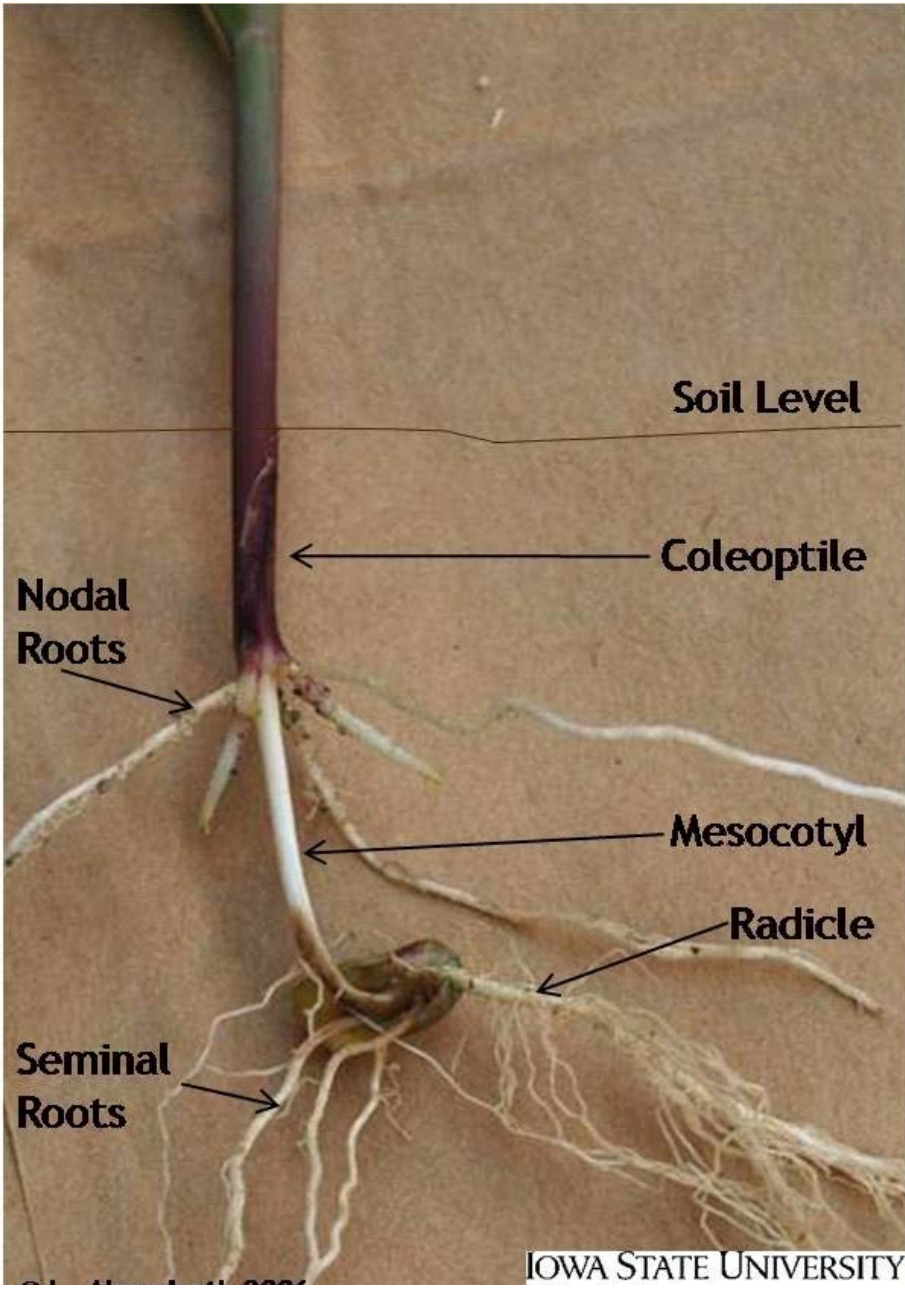 Soil Level
Coleoptile
Nodal
Roots
Mesocotyl
Radicle
Seminal
Roots
IOWA STATE UNIVERSITY